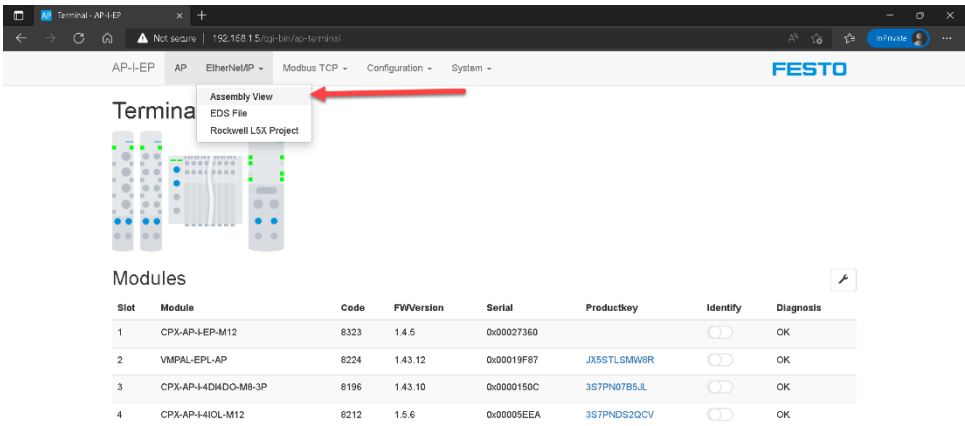 AP Terminal - AP-I-EP
Not secure | 192.168.1.5/cgi-bin/ap-terminal
InPrivate
AP-I-EP AP EtherNet/IP Modbus TCP Configuration System FESTO
Assembly View
EDS File
Rockwell L5X Project
Termina
Modules
Slot Module Code FWVersion Serial Productkey Identify Diagnosis
1 CPX-AP-I-EP-M12 8323 1.4.5 0x00027360 OK
2 VMPAL-EPL-AP 8224 1.43.12 0x00019F87 JX5STLSMW8R OK
3 CPX-AP-I-4DI4DO-M8-3P 8196 1.43.10 0x0000150C 3S7PN07B5JL OK
4 CPX-AP-I-4IOL-M12 8212 1.5.6 0x00005EEA 3S7PNDS2QCV OK